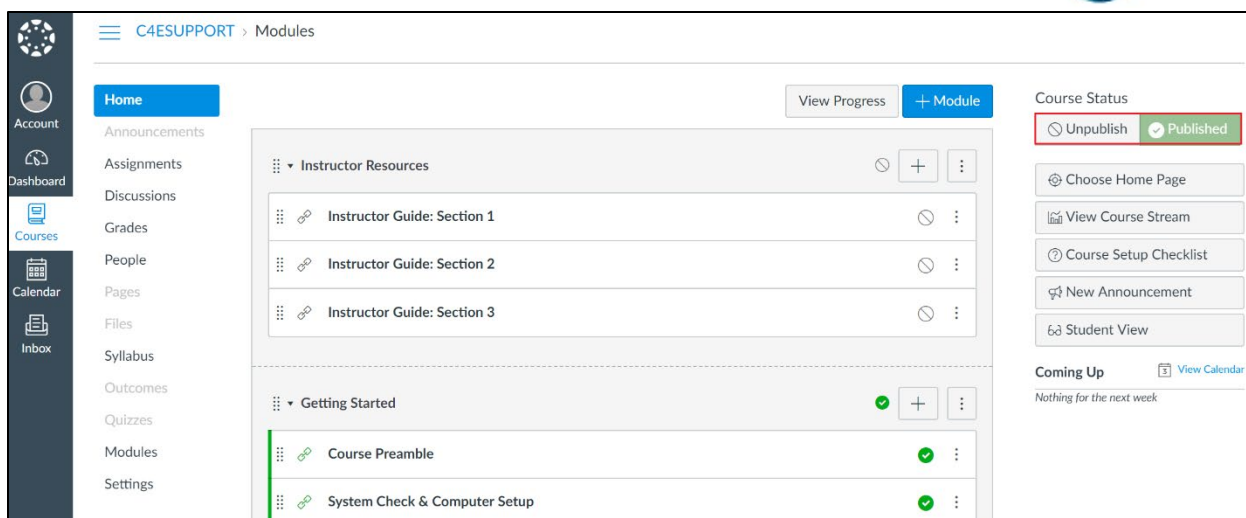 C4ESUPPORT > Modules
Account
Dashboard
Courses
Calendar
Inbox
Home
Announcements
Assignments
Discussions
Grades
People
Pages
Files
Syllabus
Outcomes
Quizzes
Modules
Settings
View Progress
+ Module
Instructor Resources
Instructor Guide: Section 1
Instructor Guide: Section 2
Instructor Guide: Section 3
Getting Started
Course Preamble
System Check & Computer Setup
Course Status
Unpublish
Published
Choose Home Page
View Course Stream
Course Setup Checklist
New Announcement
Student View
Coming Up
3 View Calendar
Nothing for the next week